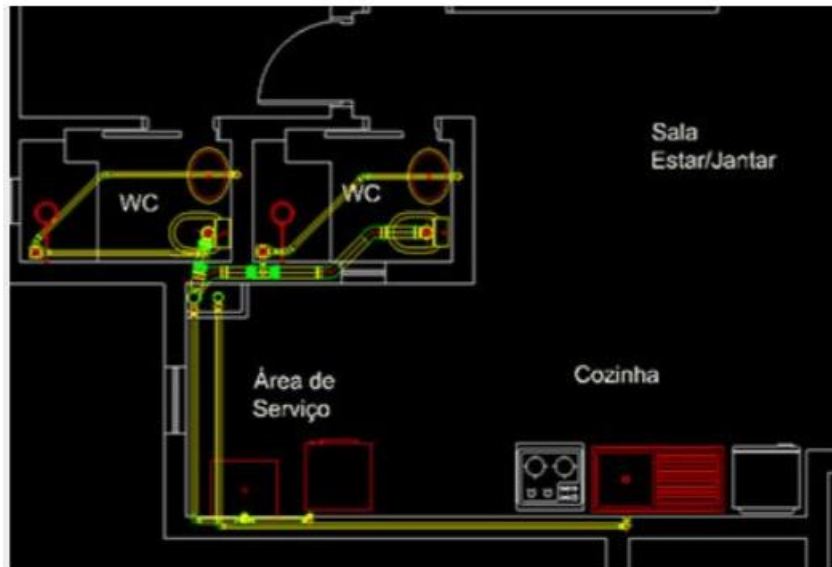 Sala
Estar/Jantar
WC
WC
Área de
Serviço
Cozinha